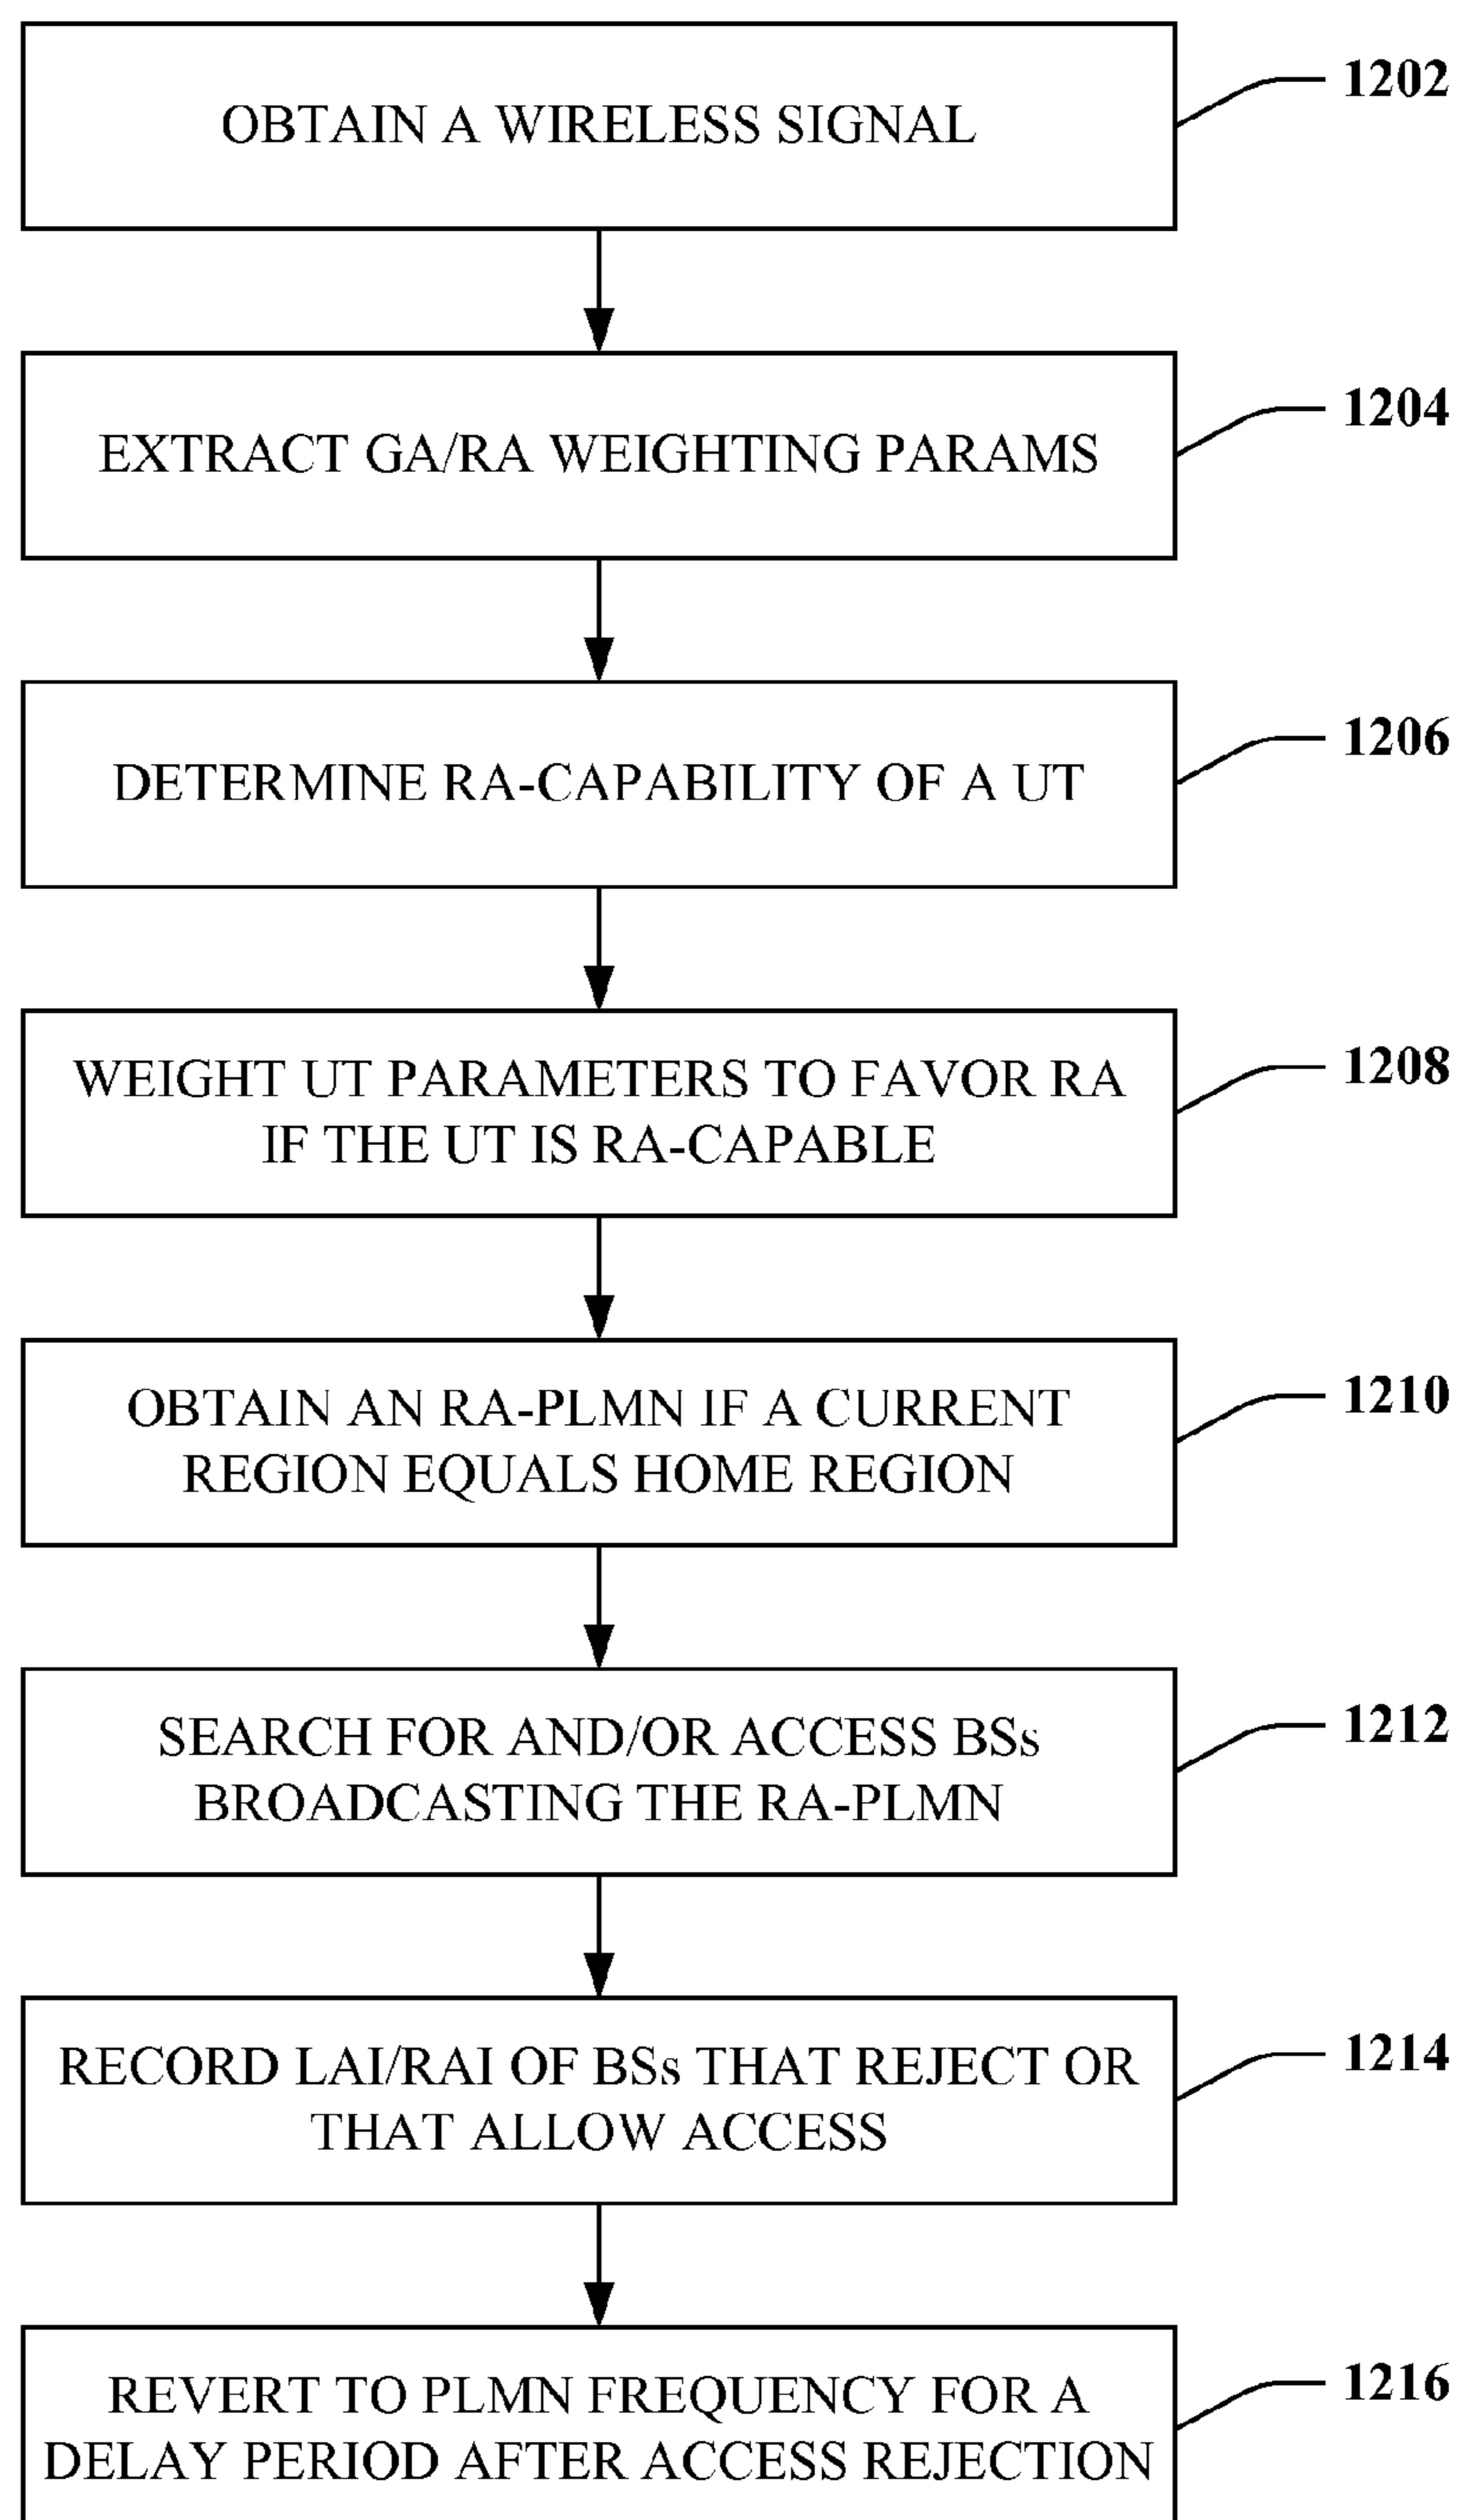 OBTAIN A WIRELESS SIGNAL
1202
EXTRACT GA/RA WEIGHTING PARAMS
1204
DETERMINE RA-CAPABILITY OF A UT
1206
WEIGHT UT PARAMETERS TO FAVOR RA
IF THE UT IS RA-CAPABLE
1208
OBTAIN AN RA-PLMN IF A CURRENT
REGION EQUALS HOME REGION
1210
SEARCH FOR AND/OR ACCESS BSs
BROADCASTING THE RA-PLMN
1212
RECORD LAI/RAI OF BSs THAT REJECT OR
THAT ALLOW ACCESS
1214
REVERT TO PLMN FREQUENCY FOR A
DELAY PERIOD AFTER ACCESS REJECTION
1216